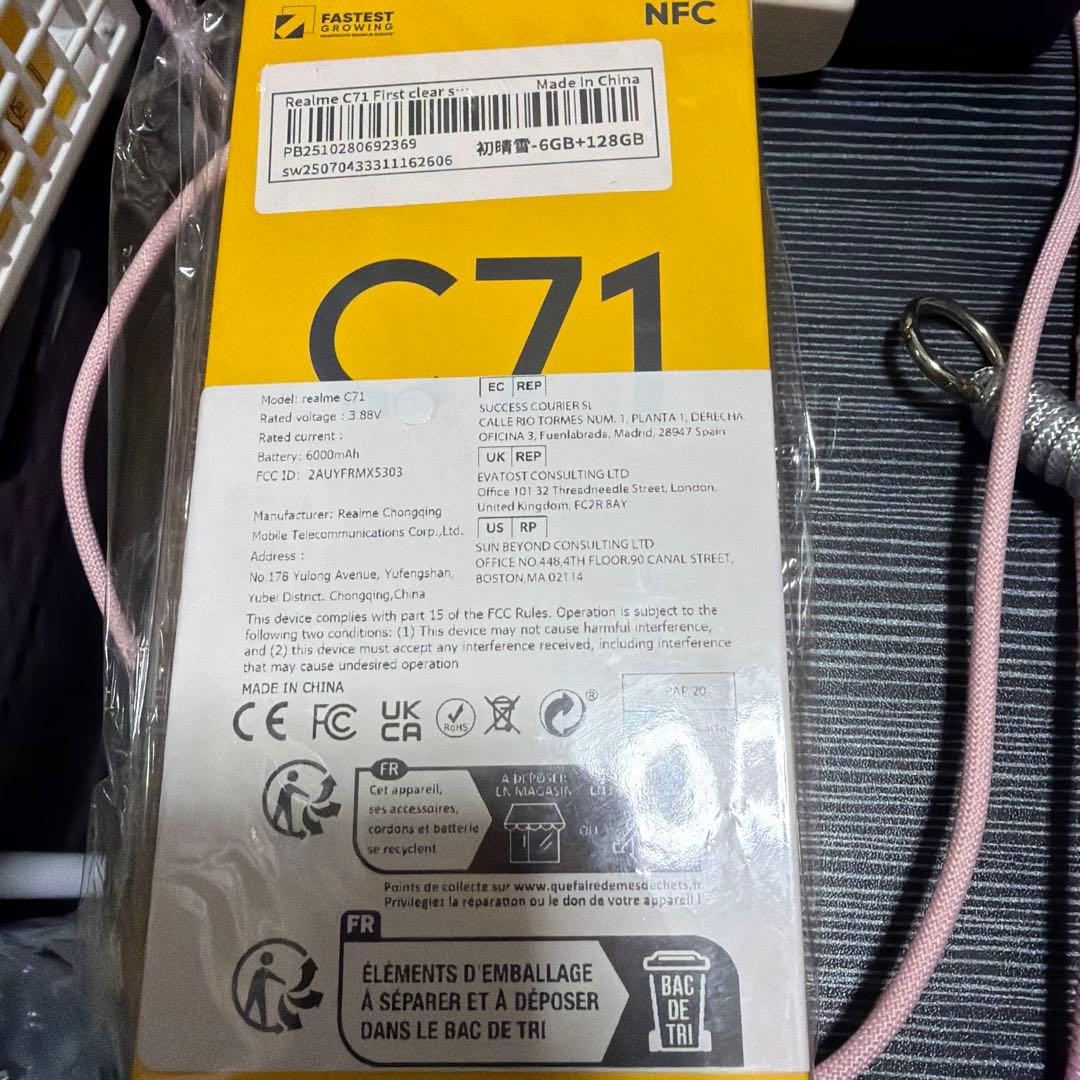 FASTEST
GROWING
SMARTPHONE BRAND IN EUROPE
NFC
Realme C71 First clear s… Made In China
PB2510280692369
初晴雪-6GB+128GB
sw25070433311162606
C71
Model: realme C71
Rated voltage : 3.88V
Rated current :
Battery: 6000mAh
FCC ID: 2AUYFRMX5303
Manufacturer: Realme Chongqing
Mobile Telecommunications Corp.,Ltd.
Address :
No.178 Yulong Avenue, Yufengshan,
Yubei District. Chongqing,China
EC REP
SUCCESS COURIER SL
CALLE RIO TORMES NUM. 1, PLANTA 1, DERECHA
OFICINA 3, Fuenlabrada, Madrid, 28947 Spain
UK REP
EVATOST CONSULTING LTD
Office 101 32 Threadneedle Street, London,
United Kingdom, EC2R 8AY
US RP
SUN BEYOND CONSULTING LTD
OFFICE NO.448,4TH FLOOR,90 CANAL STREET,
BOSTON,MA 02114
This device complies with part 15 of the FCC Rules. Operation is subject to the
following two conditions: (1) This device may not cause harmful interference,
and (2) this device must accept any interference received, including interference
that may cause undesired operation
MADE IN CHINA
CE FC UK CA RoHS ®
PAP 20
FR
Cet appareil,
ses accessoires,
cordons et batterie
se recyclent
À DÉPOSER
EN MAGASIN
OU
Points de collecte sur www.quefairedemesdechets.fr
Privilégiez la réparation ou le don de votre appareil !
FR
ÉLÉMENTS D'EMBALLAGE
À SÉPARER ET À DÉPOSER
DANS LE BAC DE TRI
BAC
DE
TRI